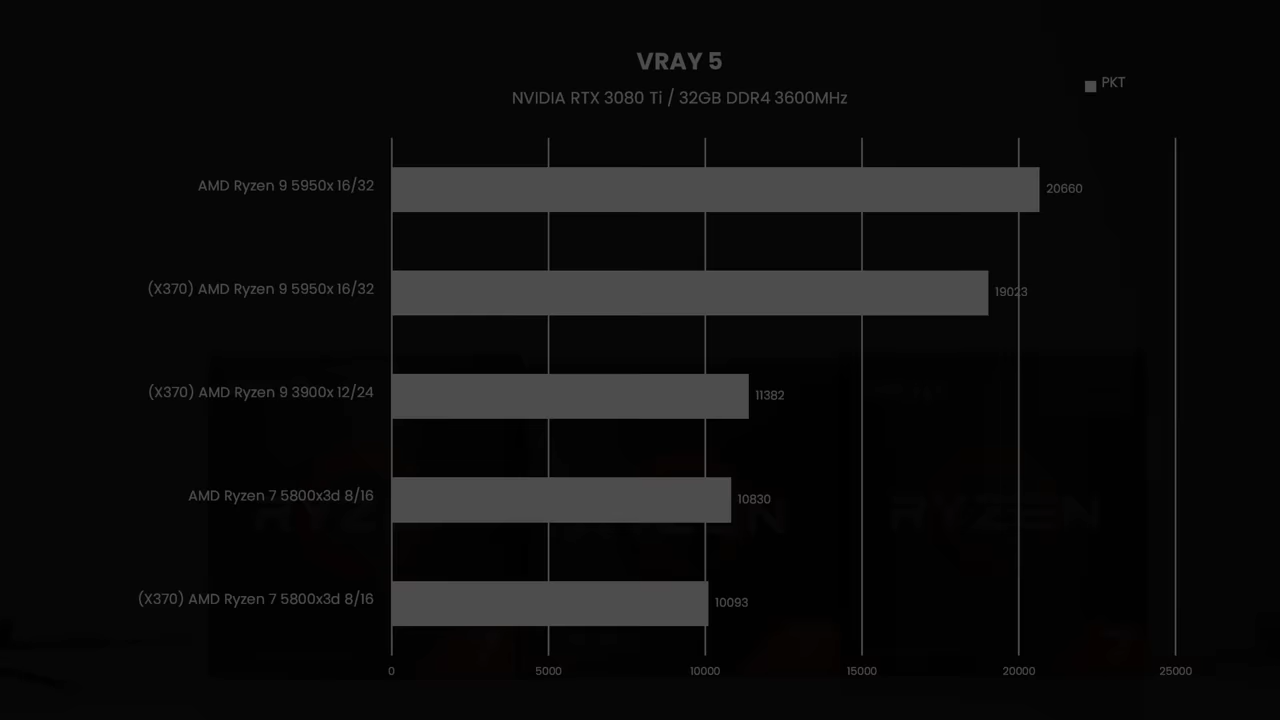 VRAY 5
NVIDIA RTX 3080 Ti / 32GB DDR4 3600MHz
PKT
AMD Ryzen 9 5950x 16/32
20660
(X370) AMD Ryzen 9 5950x 16/32
19023
(X370) AMD Ryzen 9 3900x 12/24
11382
AMD Ryzen 7 5800x3d 8/16
10830
RYZEN
(X370) AMD Ryzen 7 5800x3d 8/16
10093
0 5000 10000 15000 20000 25000